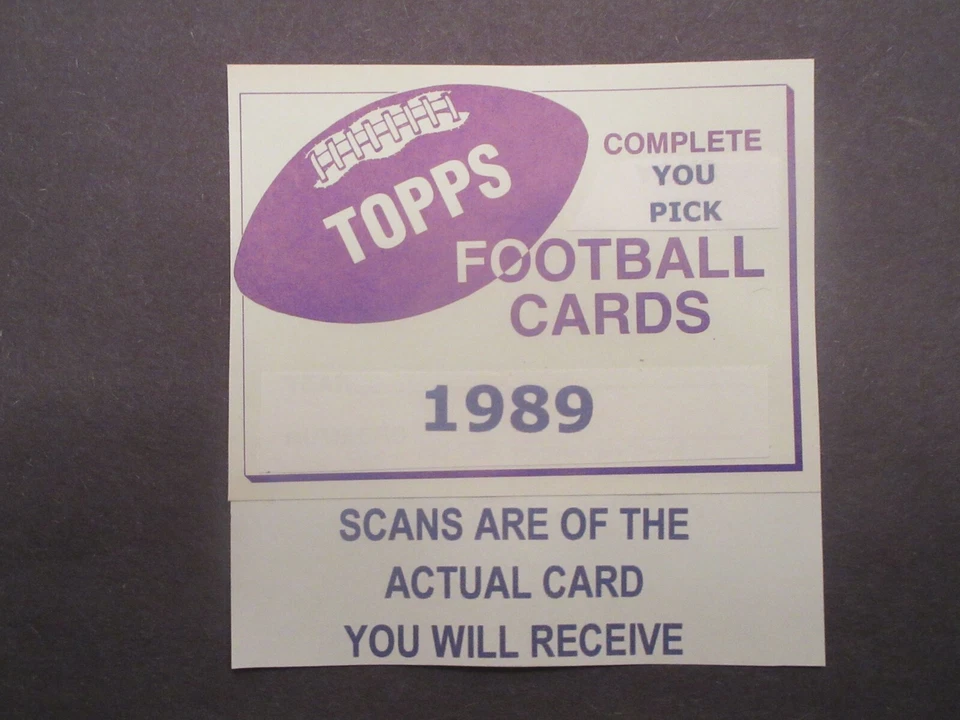 TOPPS
COMPLETE
YOU
PICK
FOOTBALL
CARDS
1989
SCANS ARE OF THE
ACTUAL CARD
YOU WILL RECEIVE